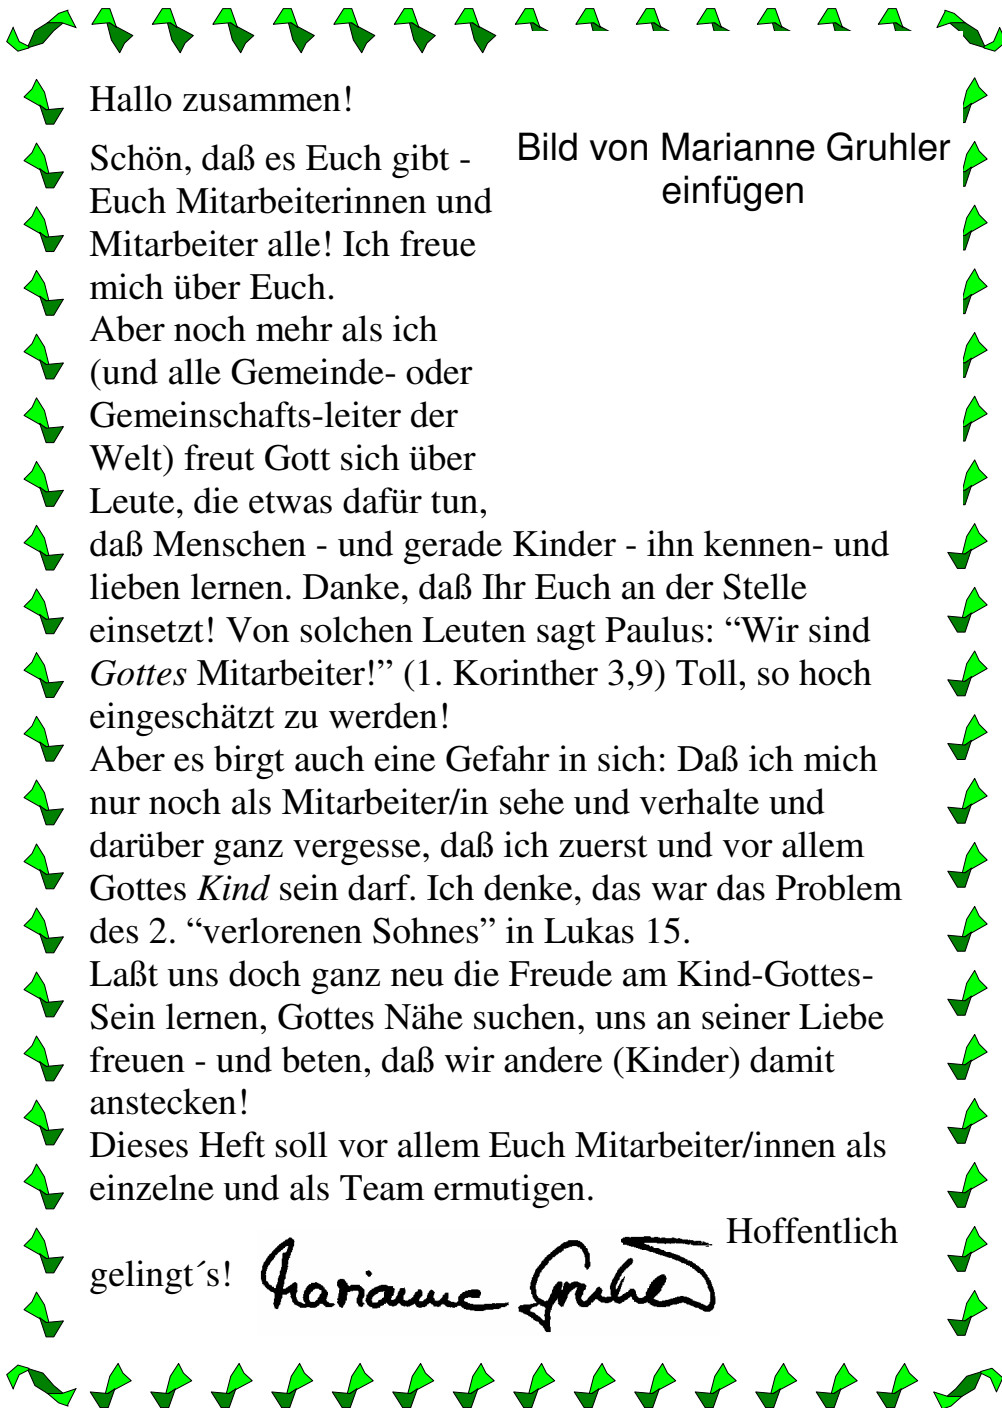 Hallo zusammen!
Bild von Marianne Gruhler
einfügen
Schön, daß es Euch gibt -
Euch Mitarbeiterinnen und
Mitarbeiter alle! Ich freue
mich über Euch.
Aber noch mehr als ich
(und alle Gemeinde- oder
Gemeinschafts-leiter der
Welt) freut Gott sich über
Leute, die etwas dafür tun,
daß Menschen - und gerade Kinder - ihn kennen- und
lieben lernen. Danke, daß Ihr Euch an der Stelle
einsetzt! Von solchen Leuten sagt Paulus: “Wir sind
Gottes Mitarbeiter!” (1. Korinther 3,9) Toll, so hoch
eingeschätzt zu werden!
Aber es birgt auch eine Gefahr in sich: Daß ich mich
nur noch als Mitarbeiter/in sehe und verhalte und
darüber ganz vergesse, daß ich zuerst und vor allem
Gottes Kind sein darf. Ich denke, das war das Problem
des 2. “verlorenen Sohnes” in Lukas 15.
Laßt uns doch ganz neu die Freude am Kind-Gottes-
Sein lernen, Gottes Nähe suchen, uns an seiner Liebe
freuen - und beten, daß wir andere (Kinder) damit
anstecken!
Dieses Heft soll vor allem Euch Mitarbeiter/innen als
einzelne und als Team ermutigen.
Hoffentlich
gelingt´s! Marianne Gruhler